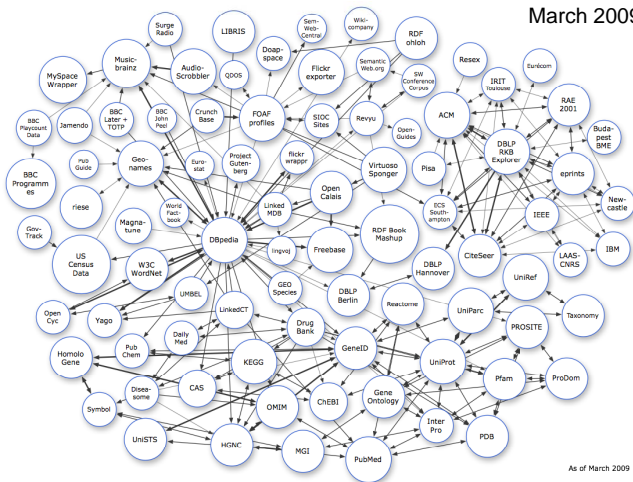 March 2009
Surge
Radio
LIBRIS
Sem-
Web-
Central
Wiki-
company
RDF
ohloh
Music-
brainz
Audio-
Scrobbler
Doap-
space
Flickr
exporter
Semantic
Web.org
Resex
Eurécom
MySpace
Wrapper
QDOS
SW
Conference
Corpus
IRIT
Toulouse
BBC
Playcount
Data
Jamendo
BBC
Later +
TOTP
BBC
John
Peel
Crunch
Base
FOAF
profiles
SIOC
Sites
Revyu
ACM
RAE
2001
Open-
Guides
DBLP
RKB
Explorer
Buda-
pest
BME
BBC
Programm
es
Pub
Guide
Geo-
names
Euro-
stat
Project
Guten-
berg
flickr
wrappr
Virtuoso
Sponger
Pisa
eprints
riese
World
Fact-
book
Linked
MDB
Open
Calais
ECS
South-
ampton
New-
castle
Gov-
Track
Magna-
tune
DBpedia
RDF Book
Mashup
IEEE
IBM
US
Census
Data
W3C
WordNet
lingvoj
Freebase
DBLP
Hannover
CiteSeer
LAAS-
CNRS
UniRef
Open
Cyc
Yago
UMBEL
GEO
Species
DBLP
Berlin
Reactome
UniParc
Taxonomy
LinkedCT
PROSITE
Homolo
Gene
Pub
Chem
Daily
Med
Drug
Bank
GeneID
UniProt
KEGG
Pfam
ProDom
Symbol
Disea-
some
CAS
ChEBI
Gene
Ontology
OMIM
Inter
Pro
UniSTS
HGNC
MGI
PubMed
PDB
As of March 2009